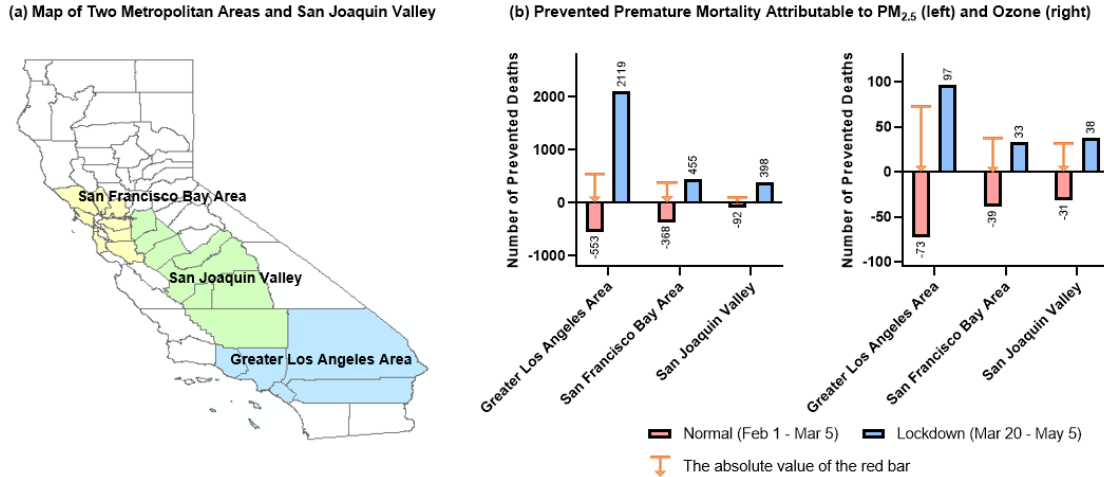 (a) Map of Two Metropolitan Areas and San Joaquin Valley
San Francisco Bay Area
San Joaquin Valley
Greater Los Angeles Area
(b) Prevented Premature Mortality Attributable to PM2.5 (left) and Ozone (right)
Number of Prevented Deaths
2000
1000
0
-1000
-553
2119
-368
455
-92
398
Greater Los Angeles Area
San Francisco Bay Area
San Joaquin Valley
Number of Prevented Deaths
100
50
0
-50
-100
-73
97
-39
33
-31
38
Greater Los Angeles Area
San Francisco Bay Area
San Joaquin Valley
Normal (Feb 1 - Mar 5)
Lockdown (Mar 20 - May 5)
The absolute value of the red bar